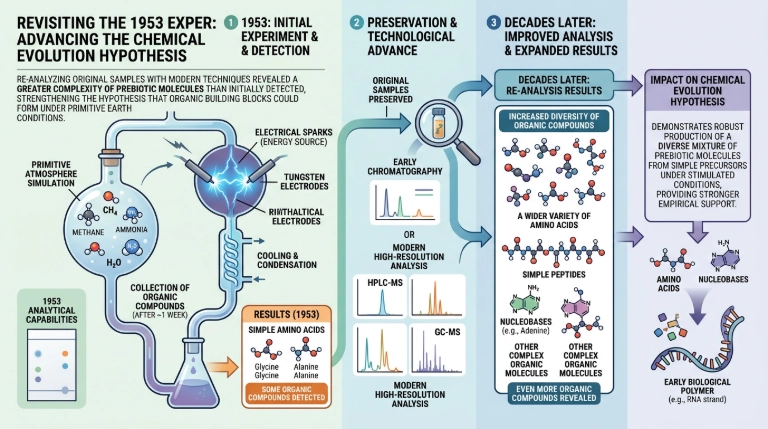 REVISITING THE 1953 EXPER:
ADVANCING THE CHEMICAL
EVOLUTION HYPOTHESIS
RE-ANALYZING ORIGINAL SAMPLES WITH MODERN TECHNIQUES REVEALED A
GREATER COMPLEXITY OF PREBIOTIC MOLECULES THAN INITIALLY DETECTED,
STRENGTHENING THE HYPOTHESIS THAT ORGANIC BUILDING BLOCKS COULD
FORM UNDER PRIMITIVE EARTH
CONDITIONS.
1 1953: INITIAL
EXPERIMENT &
& DETECTION
PRIMITIVE
ATMOSPHERE
SIMULATION
CH₄
METHANE
AMMONIA
H₂O
ELECTRICAL SPARKS
(ENERGY SOURCE)
TUNGSTEN
ELECTRODES
COOLING &
CONDENSATION
COLLECTION OF
ORGANIC
COMPOUNDS
(AFTER ~1 WEEK)
1953
ANALYTICAL
CAPABILITIES
RESULTS (1953)
SIMPLE AMINO ACIDS
Glycine Alanine
Glycine Alanine
SOME ORGANIC
COMPOUNDS DETECTED
2 PRESERVATION &
TECHNOLOGICAL
ADVANCE
ORIGINAL
SAMPLES
PRESERVED
EARLY
CHROMATOGRAPHY
OR
MODERN
HIGH-RESOLUTION
ANALYSIS
HPLC-MS
GC-MS
MODERN
HIGH-RESOLUTION
ANALYSIS
3 DECADES LATER:
IMPROVED ANALYSIS
& EXPANDED RESULTS
DECADES LATER:
RE-ANALYSIS RESULTS
INCREASED DIVERSITY OF
ORGANIC COMPOUNDS
A WIDER VARIETY OF
AMINO ACIDS
SIMPLE PEPTIDES
NH₂
NUCLEOBASES
(e.g., Adenine)
OTHER
COMPLEX
ORGANIC
MOLECULES
OTHER
COMPLEX
ORGANIC
MOLECULES
EVEN MORE ORGANIC
COMPOUNDS REVEALED
IMPACT ON CHEMICAL
EVOLUTION
HYPOTHESIS
DEMONSTRATES ROBUST
PRODUCTION OF A
DIVERSE MIXTURE OF
PREBIOTIC MOLECULES
FROM SIMPLE PRECURSORS
UNDER STIMULATED
CONDITIONS,
PROVIDING STRONGER
EMPIRICAL SUPPORT.
AMINO
ACIDS
NUCLEOBASES
EARLY BIOLOGICAL
POLYMER
(e.g., RNA strand)